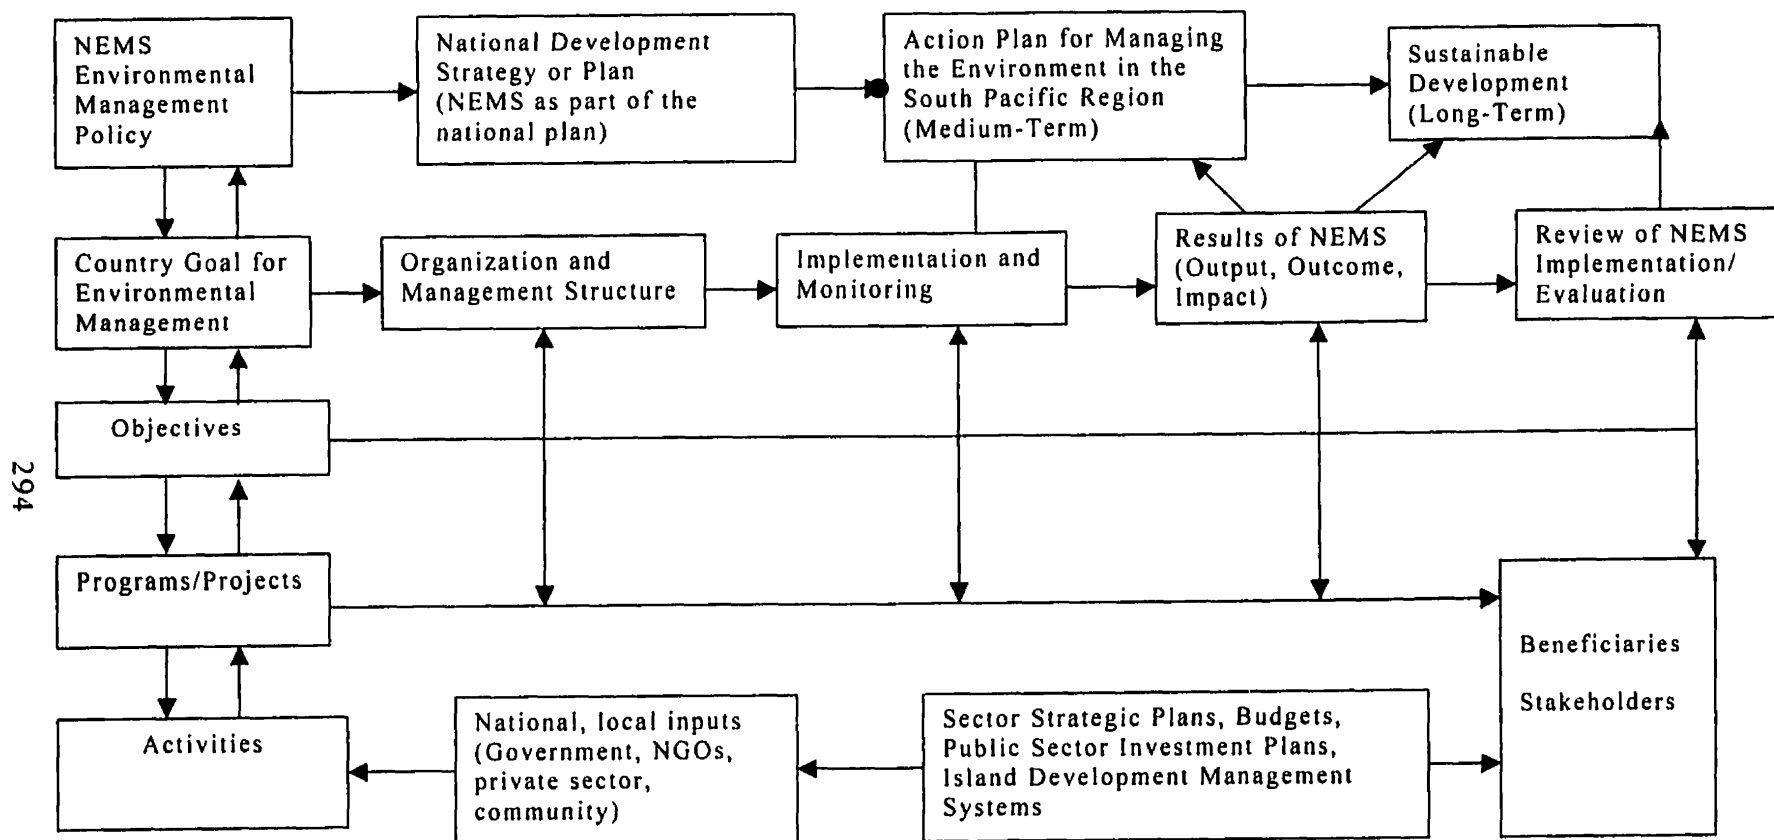 NEMS
Environmental
Management
Policy
National Development
Strategy or Plan
(NEMS as part of the
national plan)
Action Plan for Managing
the Environment in the
South Pacific Region
(Medium-Term)
Sustainable
Development
(Long-Term)
Country Goal for
Environmental
Management
Organization and
Management Structure
Implementation and
Monitoring
Results of NEMS
(Output, Outcome,
Impact)
Review of NEMS
Implementation/
Evaluation
Objectives
294
Programs/Projects
Beneficiaries
Stakeholders
Activities
National, local inputs
(Government, NGOs,
private sector,
community)
Sector Strategic Plans, Budgets,
Public Sector Investment Plans,
Island Development Management
Systems